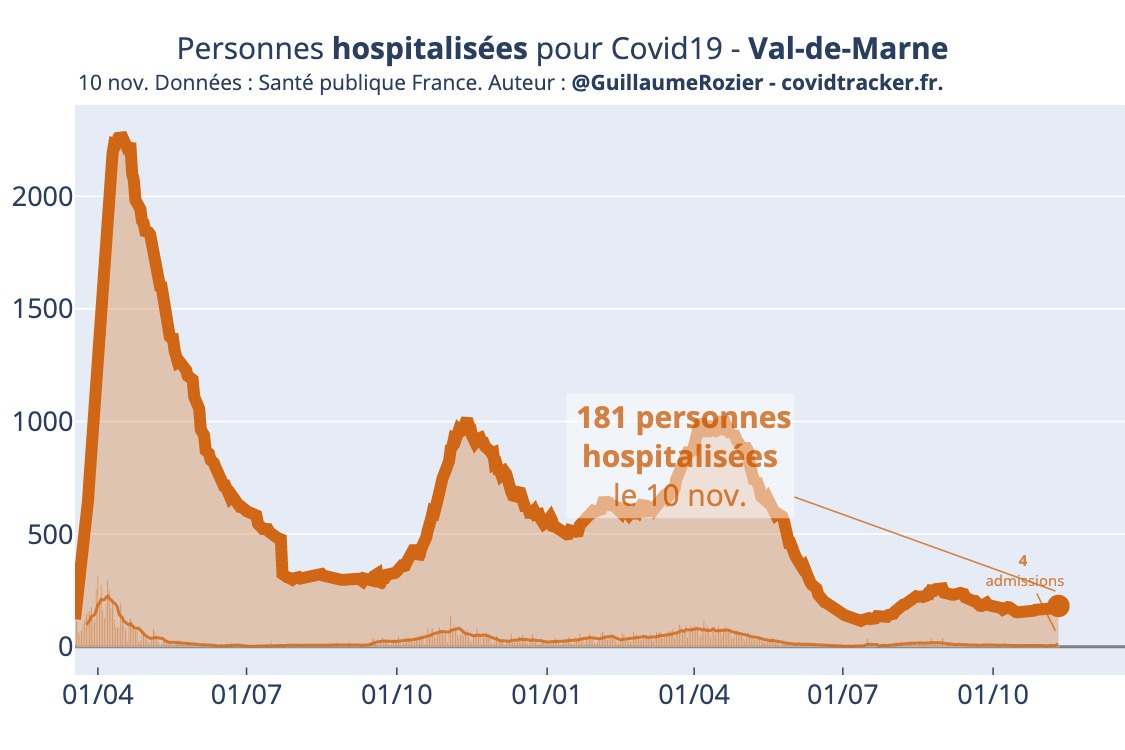 Personnes hospitalisées pour Covid19 - Val-de-Marne
10 nov. Données : Santé publique France. Auteur : @GuillaumeRozier - covidtracker.fr.
2000
1500
1000
500
0
181 personnes
hospitalisées
le 10 nov.
4
admissions
01/04
01/07
01/10
01/01
01/04
01/07
01/10